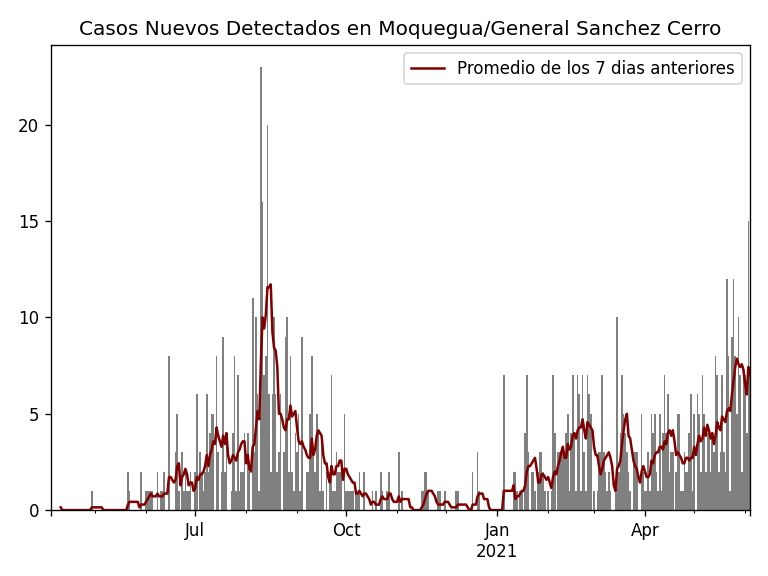 Casos Nuevos Detectados en Moquegua/General Sanchez Cerro
Promedio de los 7 dias anteriores
20
15
10
5
0
Jul
Oct
Jan
2021
Apr